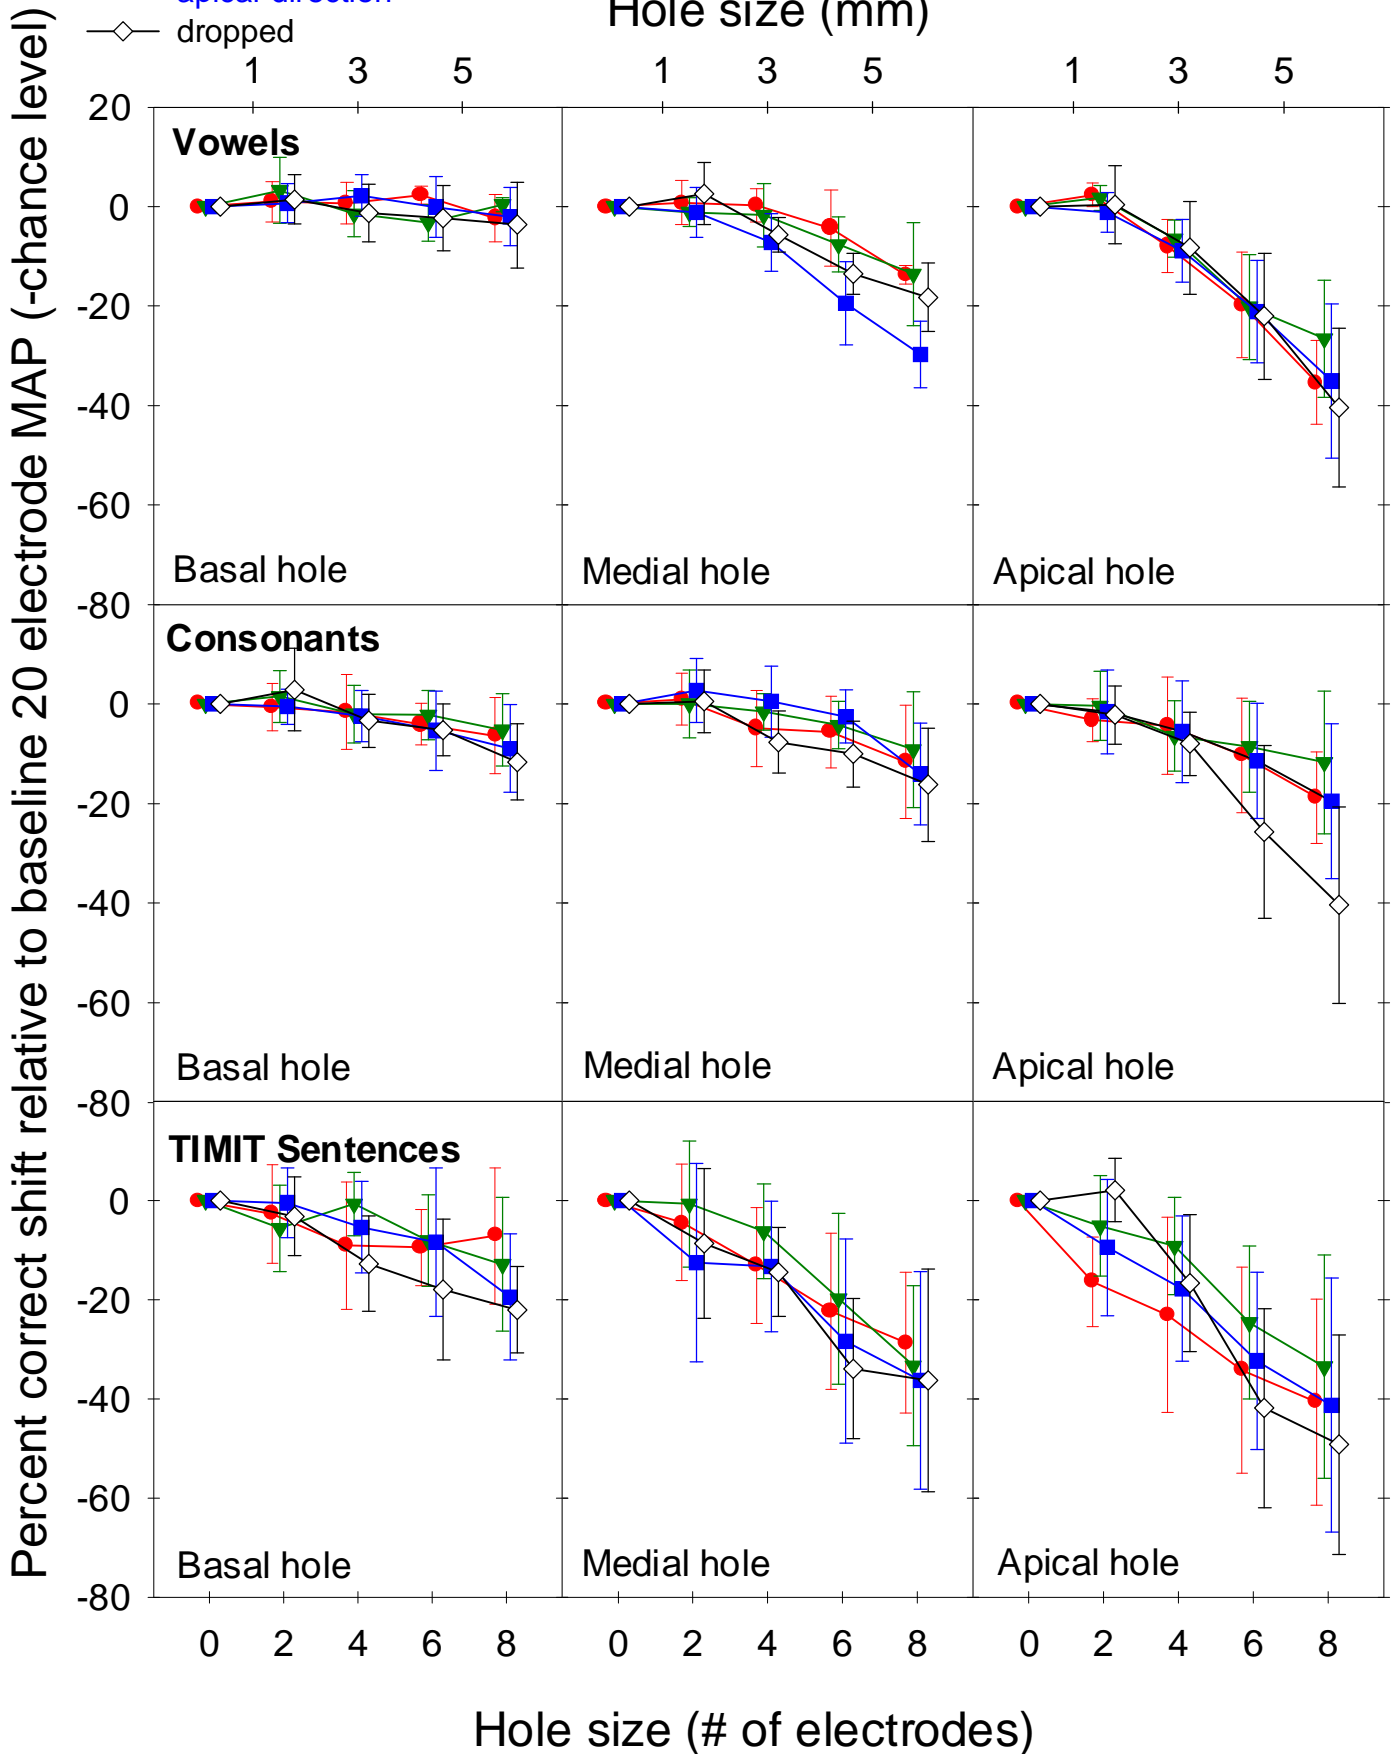 apical direction
dropped
Hole size (mm)
1 3 5 1 3 5 1 3 5
Percent correct shift relative to baseline 20 electrode MAP (-chance level)
20
Vowels
0
-20
-40
-60
Basal hole Medial hole Apical hole
-80
Consonants
0
-20
-40
-60
Basal hole Medial hole Apical hole
-80
TIMIT Sentences
0
-20
-40
-60
Basal hole Medial hole Apical hole
-80
0 2 4 6 8 0 2 4 6 8 0 2 4 6 8
Hole size (# of electrodes)